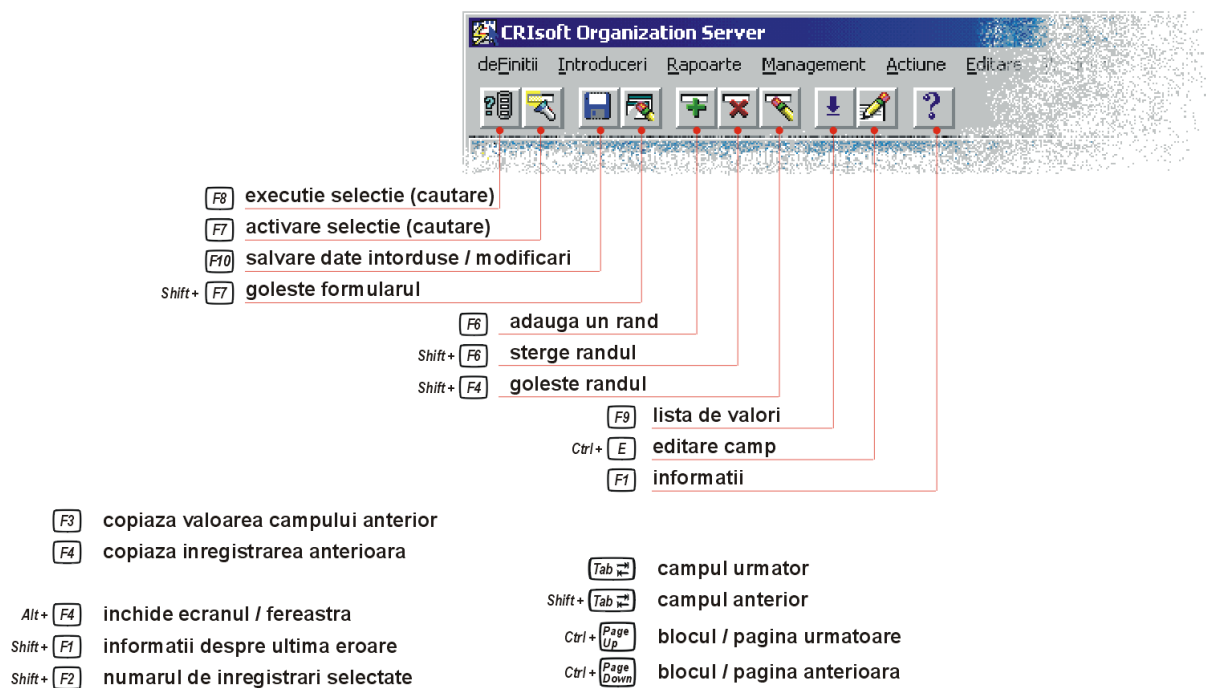 CRIsoft Organization Server
deFinitii Introduceri Rapoarte Management Actiune Editare
F8 executie selectie (cautare)
F7 activare selectie (cautare)
F10 salvare date intorduse / modificari
Shift+ F7 goleste formularul
F6 adauga un rand
Shift+ F6 sterge randul
Shift+ F4 goleste randul
F9 lista de valori
Ctrl+ E editare camp
F1 informatii
F3 copiaza valoarea campului anterior
F4 copiaza inregistrarea anterioara
Alt+ F4 inchide ecranul / fereastra
Shift+ F1 informatii despre ultima eroare
Shift+ F2 numarul de inregistrari selectate
Tab campul urmator
Shift+ Tab campul anterior
Ctrl+ Page Up blocul / pagina urmatoare
Ctrl+ Page Down blocul / pagina anterioara